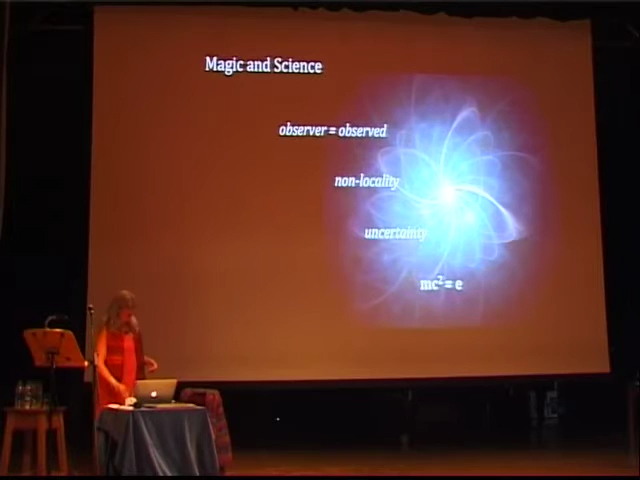 Magic and Science
observer = observed
non-locality
uncertainty
mc² = e